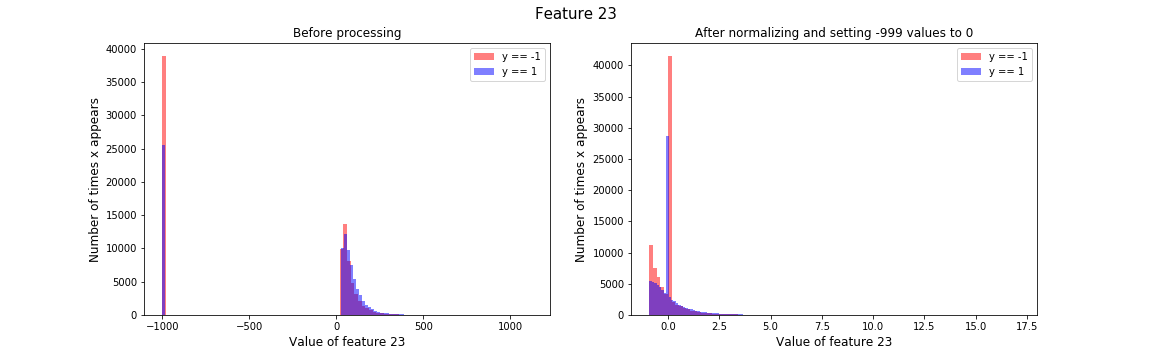 Feature 23
Before processing
Number of times x appears
40000
35000
30000
25000
20000
15000
10000
5000
0
−1000
−500
0
500
1000
Value of feature 23
y == -1
y == 1
After normalizing and setting -999 values to 0
Number of times x appears
40000
35000
30000
25000
20000
15000
10000
5000
0
0.0
2.5
5.0
7.5
10.0
12.5
15.0
17.5
Value of feature 23
y == -1
y == 1